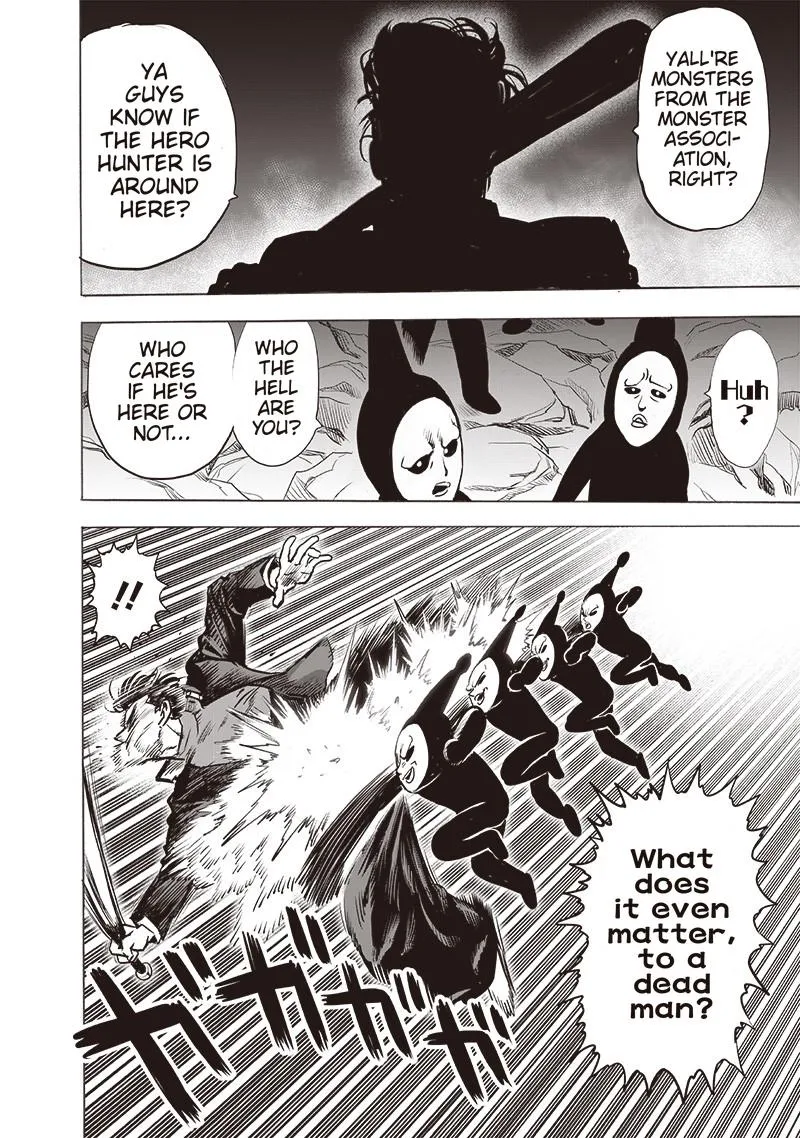 YALL'RE
MONSTERS
FROM THE
MONSTER
ASSOCI-
ATION,
RIGHT?
YA
GUYS
KNOW IF
THE HERO
HUNTER IS
AROUND
HERE?
Huh
?
WHO
THE
HELL
ARE
YOU?
WHO
CARES
IF HE'S
HERE OR
NOT...
!!
What
does
it even
matter,
to a
dead
man?
ガガガガ